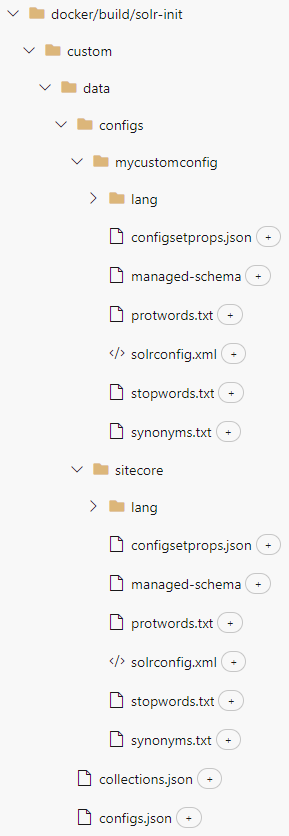 docker/build/solr-init
custom
data
configs
mycustomconfig
lang
configsetprops.json +
managed-schema +
protwords.txt +
</> solrconfig.xml +
stopwords.txt +
synonyms.txt +
sitecore
lang
configsetprops.json +
managed-schema +
protwords.txt +
</> solrconfig.xml +
stopwords.txt +
synonyms.txt +
collections.json +
configs.json +